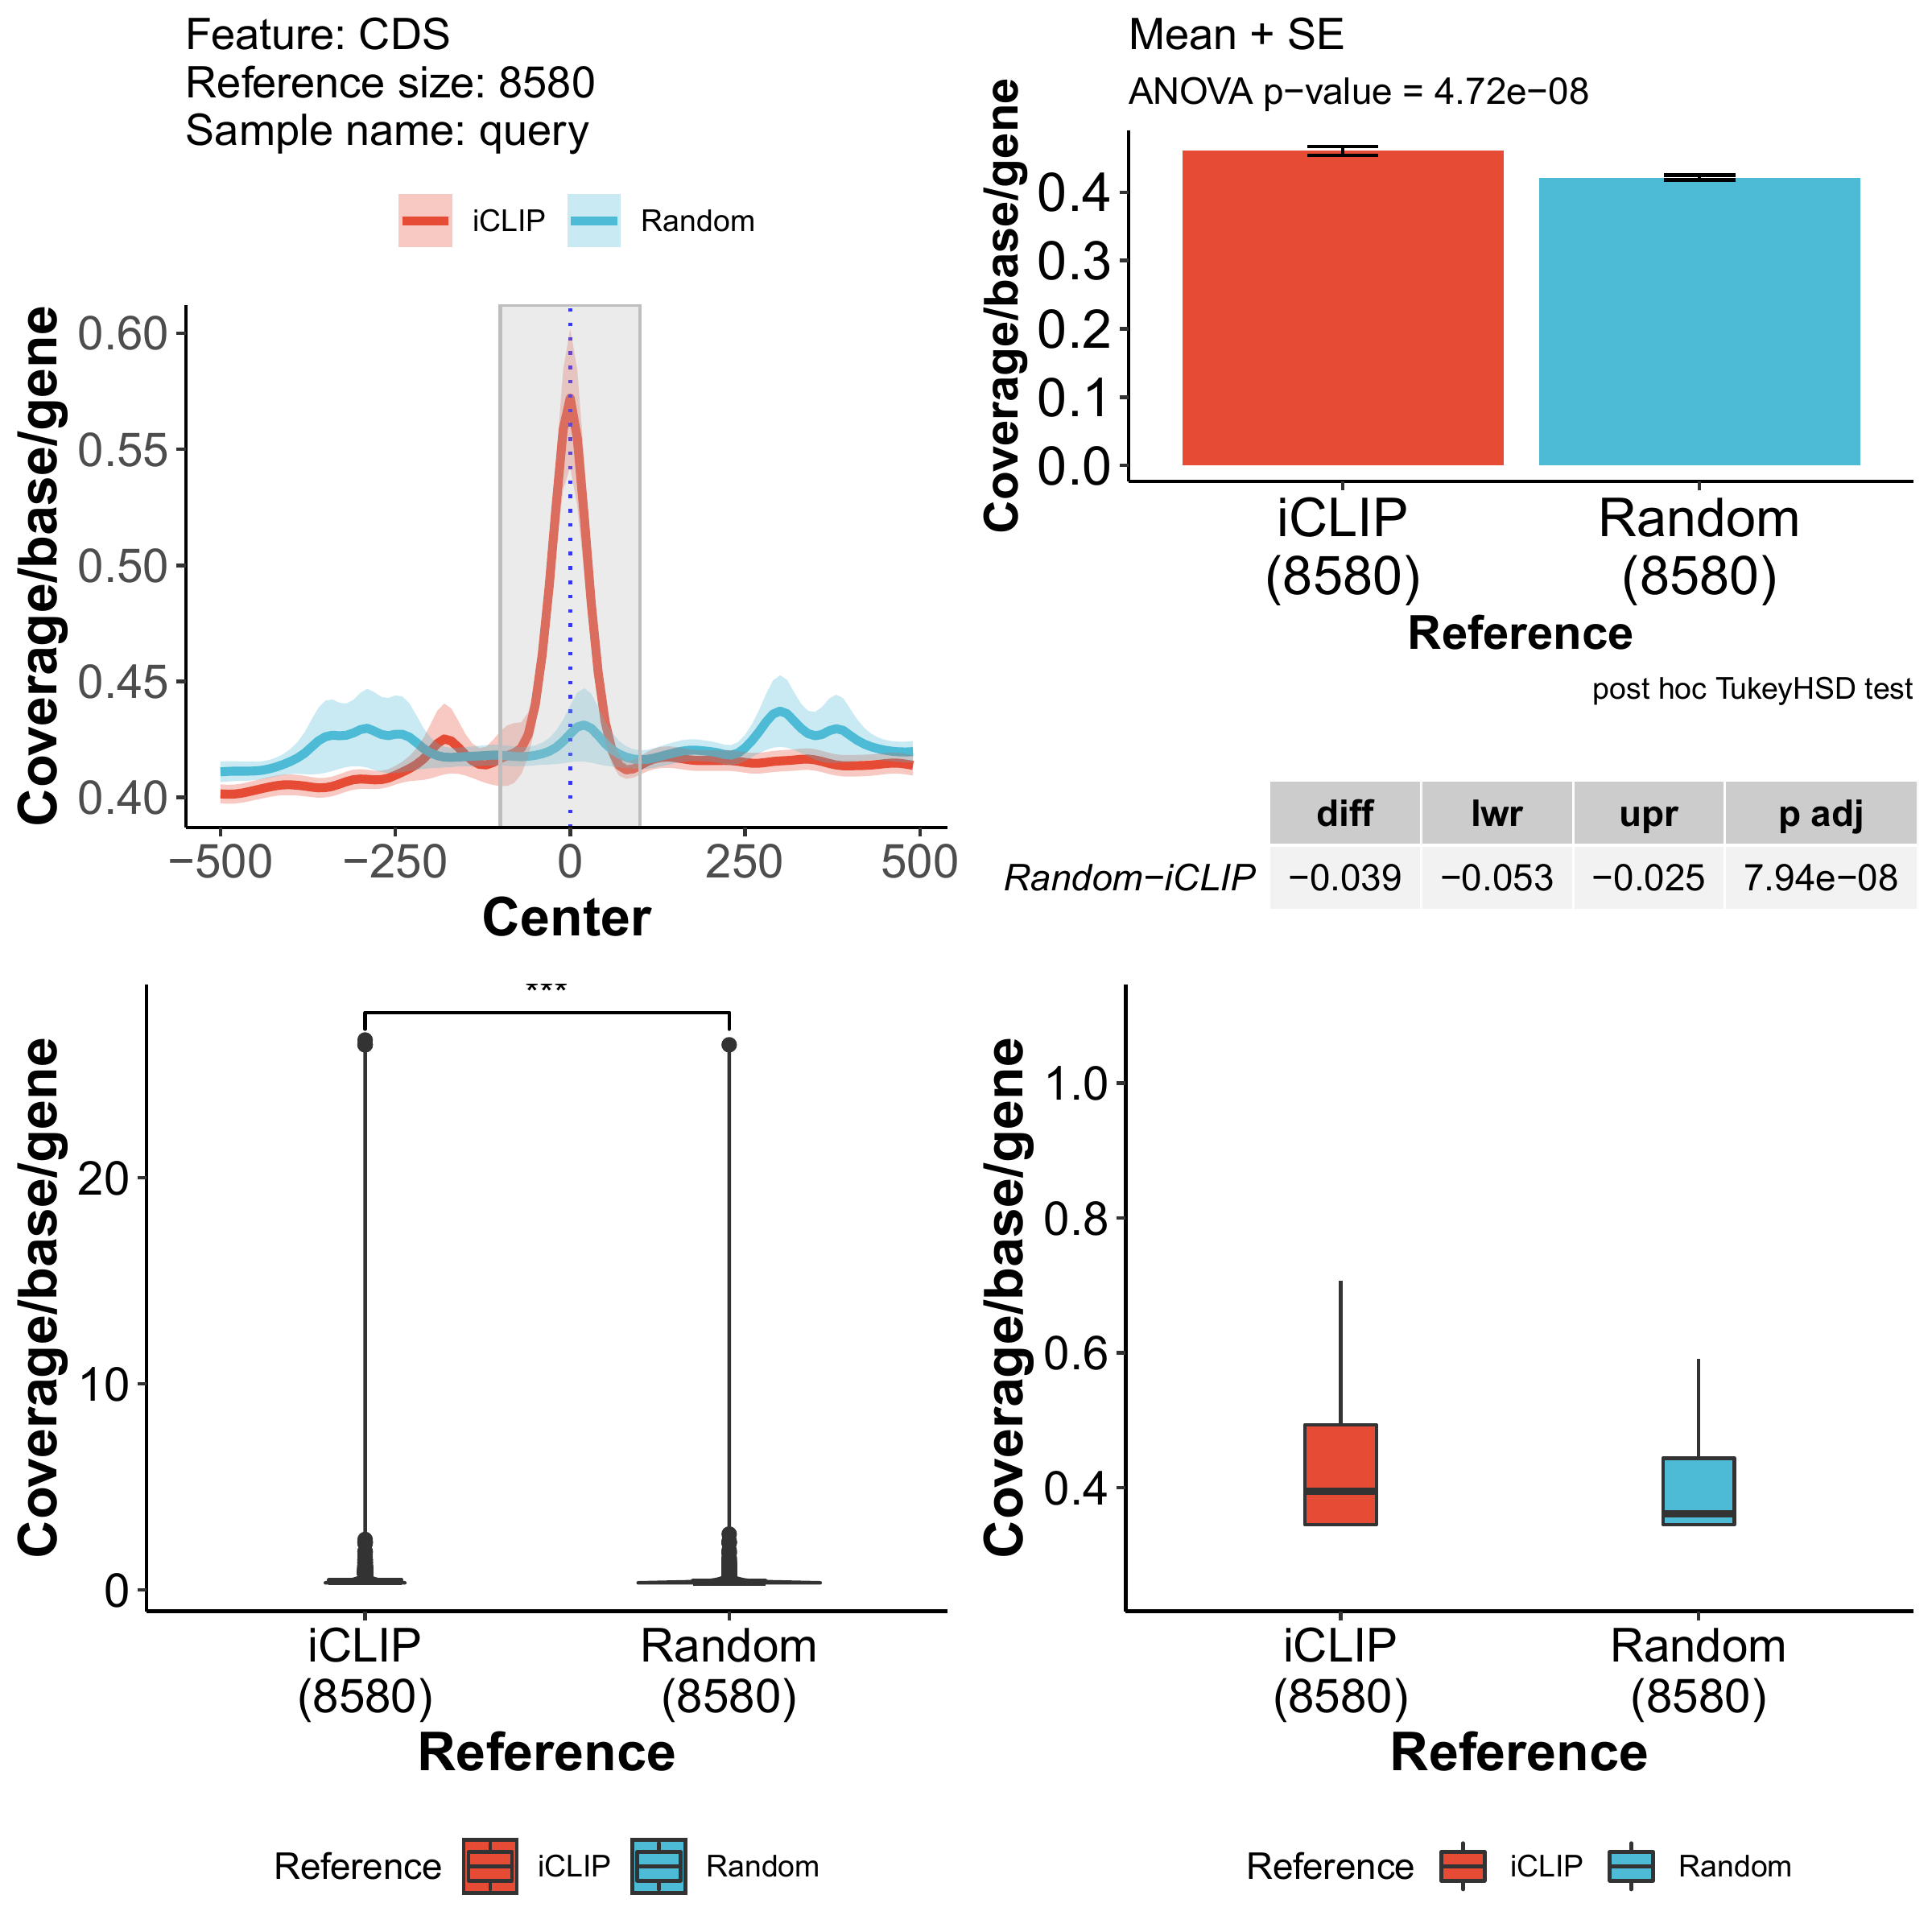 Feature: CDS
Reference size: 8580
Sample name: query
iCLIP
Random
Coverage/base/gene
0.60
0.55
0.50
0.45
0.40
−500
−250
0
250
500
Center
Mean + SE
ANOVA p−value = 4.72e−08
Coverage/base/gene
0.4
0.3
0.2
0.1
0.0
iCLIP
(8580)
Random
(8580)
Reference
post hoc TukeyHSD test
diff lwr upr p adj
Random−iCLIP −0.039 −0.053 −0.025 7.94e−08
***
Coverage/base/gene
20
10
0
iCLIP
(8580)
Random
(8580)
Reference
Reference iCLIP Random
Coverage/base/gene
1.0
0.8
0.6
0.4
iCLIP
(8580)
Random
(8580)
Reference
Reference iCLIP Random